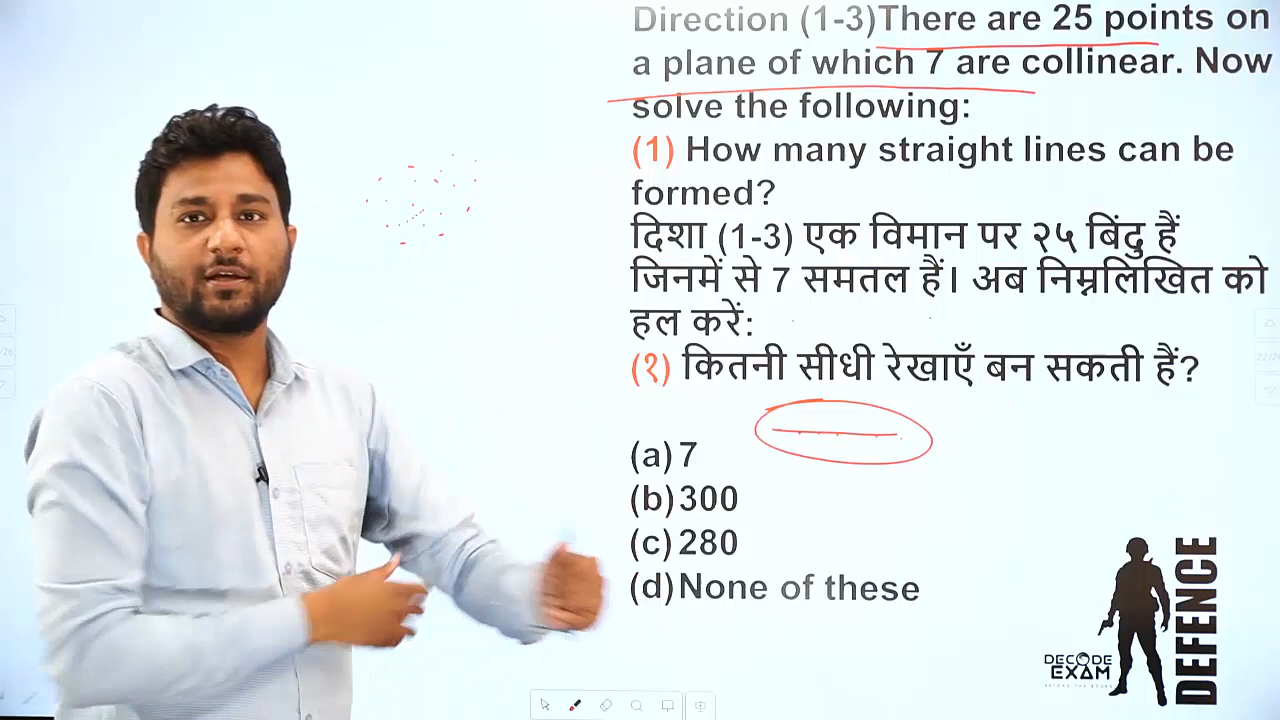 Direction (1-3)There are 25 points on
a plane of which 7 are collinear. Now
solve the following:
(1) How many straight lines can be
formed?
दिशा (1-3) एक विमान पर २५ बिंदु हैं
जिनमें से 7 समतल हैं। अब निम्नलिखित को
हल करें:
(१) कितनी सीधी रेखाएँ बन सकती हैं?
(a) 7
(b) 300
(c) 280
(d) None of these
DECODE
EXAM
DEFENCE